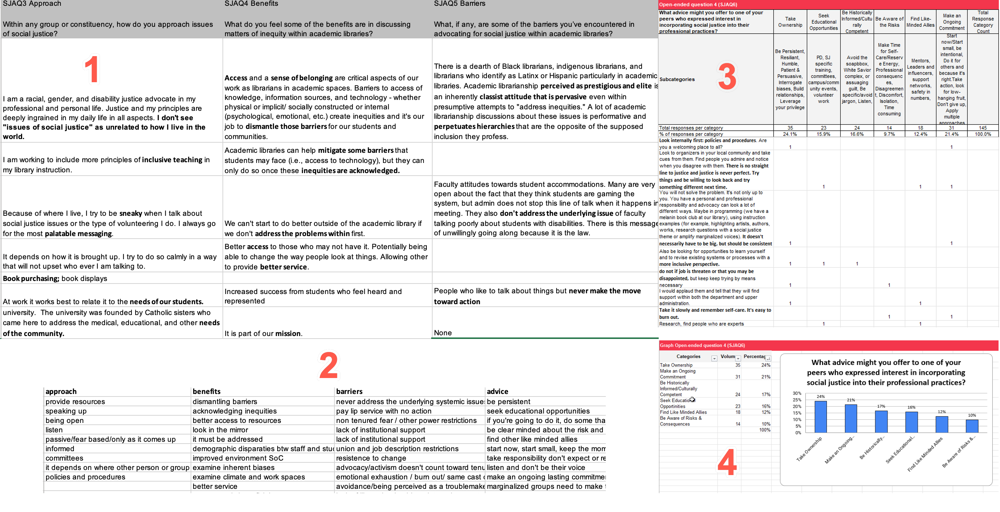 SJAQ3 Approach
Within any group or constituency, how do you approach issues
of social justice?
SJAQ4 Benefits
What do you feel some of the benefits are in discussing
matters of inequity within academic libraries?
SJAQ5 Barriers
What, if any, are some of the barriers you've encountered in
advocating for social justice within academic libraries?
1
I am a racial, gender, and disability justice advocate in my
professional and personal life. Justice and my principles are
deeply ingrained in my daily life in all aspects. I don't see
"issues of social justice" as unrelated to how I live in the
world.
Access and a sense of belonging are critical aspects of our
work as librarians in academic spaces. Barriers to access of
knowledge, information sources, and technology - whether
physical or implicit/ socially constructed or internal
(psychological, emotional, etc.) create inequities and it's our
job to dismantle those barriers for our students and
communities.
There is a dearth of Black librarians, indigenous librarians, and
librarians who identify as Latinx or Hispanic particularly in academic
libraries. Academic librarianship perceived as prestigious and elite is
an inherently classist attitude that is pervasive even within
presumptive attempts to "address inequities." A lot of academic
librarianship discussions about these issues is performative and
perpetuates hierarchies that are the opposite of the supposed
inclusion they profess.
I am working to include more principles of inclusive teaching in
my library instruction.
Academic libraries can help mitigate some barriers that
students may face (i.e., access to technology), but they can
only do so once these inequities are acknowledged.
Because of where I live, I try to be sneaky when I talk about
social justice issues or the type of volunteering I do. I always go
for the most palatable messaging.
We can't start to do better outside of the academic library if
we don't address the problems within first.
Faculty attitudes towards student accommodations. Many are very
open about the fact that they think students are gaming the
system, but admin does not stop this line of talk when it happens in
meeting. They also don't address the underlying issue of faculty
talking poorly about students with disabilities. There is this message
of unwillingly going along because it is the law.
It depends on how it is brought up. I try to do so calmly in a way
that will not upset who ever I am talking to.
Better access to those who may not have it. Potentially being
able to change the way people look at things. Allowing other
to provide better service.
Book purchasing; book displays
At work it works best to relate it to the needs of our students.
Increased success from students who feel heard and
represented
People who like to talk about things but never make the move
toward action
university. The university was founded by Catholic sisters who
came here to address the medical, educational, and other needs
of the community.
It is part of our mission.
None
2
approach benefits barriers advice
provide resources dismantling barriers never address the underlying systemic issues be persistent
speaking up acknowledging inequities pay lip service with no action seek educational opportunities
being open better access to resources non tenured fear / other power restrictions if you're going to do it, do some tha
listen look in the mirror lack of institutional support be clear minded about the risk and
passive/fear based/only as it comes up it must be addressed lack of institutional support find other like minded allies
informed demographic disparaties btw staff and stu union and job description restrictions start now, start small, keep the mom
committees improved environment SoC resistence to change take responsibility don't expect or re
it depends on where other person or group examine inherent biases advocacy/activism doesn't count toward tenu listen and don't be their voice
policies and procedures examine climate and work spaces emotional exhaustion / burn out/ same cast make an ongoing lasting commitme
better service avoidance/being perceived as a troublemake marginalized groups need to make
Open-ended question 4 (SJAQ6)
What advice might you offer to one of your
peers who expressed interest in
incorporating social justice into their
professional practices?
Take
Ownership
Seek
Educational
Opportunities
Be Historically
Informed/Cultu
rally
Competent
Be Aware of
the Risks
Find Like-
Minded Allies
Make an
Ongoing
Commitment
Total
Response
Category
Count
Subcategories
3
Be Persistent,
Resiliant,
Humble,
Patient &
Persuasive,
Interrogate
biases, Build
relationships,
Leverage
your privilege
PD, SJ
specific
training,
committees,
campus/comm
unity events,
volunteer
work
Avoid the
soapbbox,
White Savior
complex, or
assuaging
guilt, Be
specific/avoid
jargon, Listen,
Make Time
for Self-
Care/Reserv
e Energy,
Professional
consequenc
es,
Disagreemen
t, Discomfort,
Isolation,
Time
consuming
Mentors,
Leaders and
influencers,
support
networks,
safety in
numbers,
Start
now/Start
small, be
intentional,
Do it for
others and
because it's
right.Take
action, look
for low-
hanging fruit,
Don't give up,
Apply
multiple
approaches
Total responses per category 35 23 24 14 18 31 145
% of responses per category 24.1% 15.9% 16.6% 9.7% 12.4% 21.4% 100.0%
Look internally first: policies and procedures. Are
you a welcoming place to all? 1 1
Look to organizers in your local community and take
cues from them. Find people you admire and notice
when you disagree with them. There is no straight
line to justice and justice is never perfect. Try
things and be willing to look back and try
something different next time. 1 1 1
You will not solve the problem. It's not only up to
you. You have a personal and professional
responsibility and advocacy can look a lot of
different ways. Maybe in programming (we have a
melanin book club at our library), using instruction
examples (for example, highlighting artists, authors,
works, research questions with a social justice
theme or amplify marginalized voices). It doesn't
necessarily have to be big, but should be consistent 1 1
Also be looking for opportunities to learn yourself
and to revise existing systems or processes with a
more inclusive perspective. 1 1 1
do not if job is threaten or that you may be
disappointed, but keep keep trying by means
necessary 1 1
I would applaud them and tell that they will find
support within both the department and upper
administration. 1 1
Take it slowly and remember self-care. It's easy to
burn out. 1 1
Research, find people who are experts 1 1
Graph Open-ended question 4 (SJAQ6)
Categories Volum Percentag
Take Ownership 35 24%
Make an Ongoing
Commitment 31 21%
Be Historically
Informed/Culturally
Competent 24 17%
Seek Educational
Opportinities 23 16%
Find Like Minded Allies 18 12%
Be Aware of Risks &
Consequences 14 10%
100%
4
What advice might you offer to one of your
peers who expressed interest in incorporating
social justice into their professional practices?
30%
25%
20%
15%
10%
5%
0%
24%
21%
17%
16%
12%
10%
Take Ownership
Make an Ongoing...
Be Historically...
Seek Educational...
Find Like Minded Allies
Be Aware of Risks &...